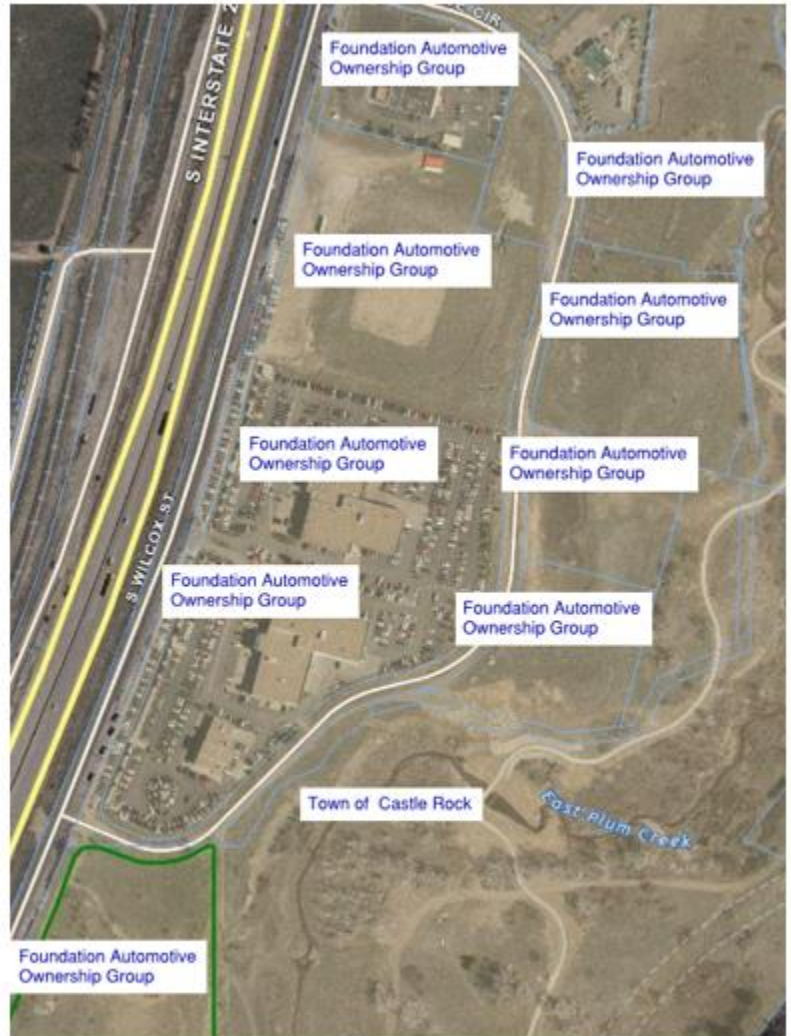 Foundation Automotive
Ownership Group
S INTERSTATE 2
Foundation Automotive
Ownership Group
Foundation Automotive
Ownership Group
Foundation Automotive
Ownership Group
Foundation Automotive
Ownership Group
Foundation Automotive
Ownership Group
S WILCOX ST
Foundation Automotive
Ownership Group
Foundation Automotive
Ownership Group
Town of Castle Rock
East Plum Creek
Foundation Automotive
Ownership Group